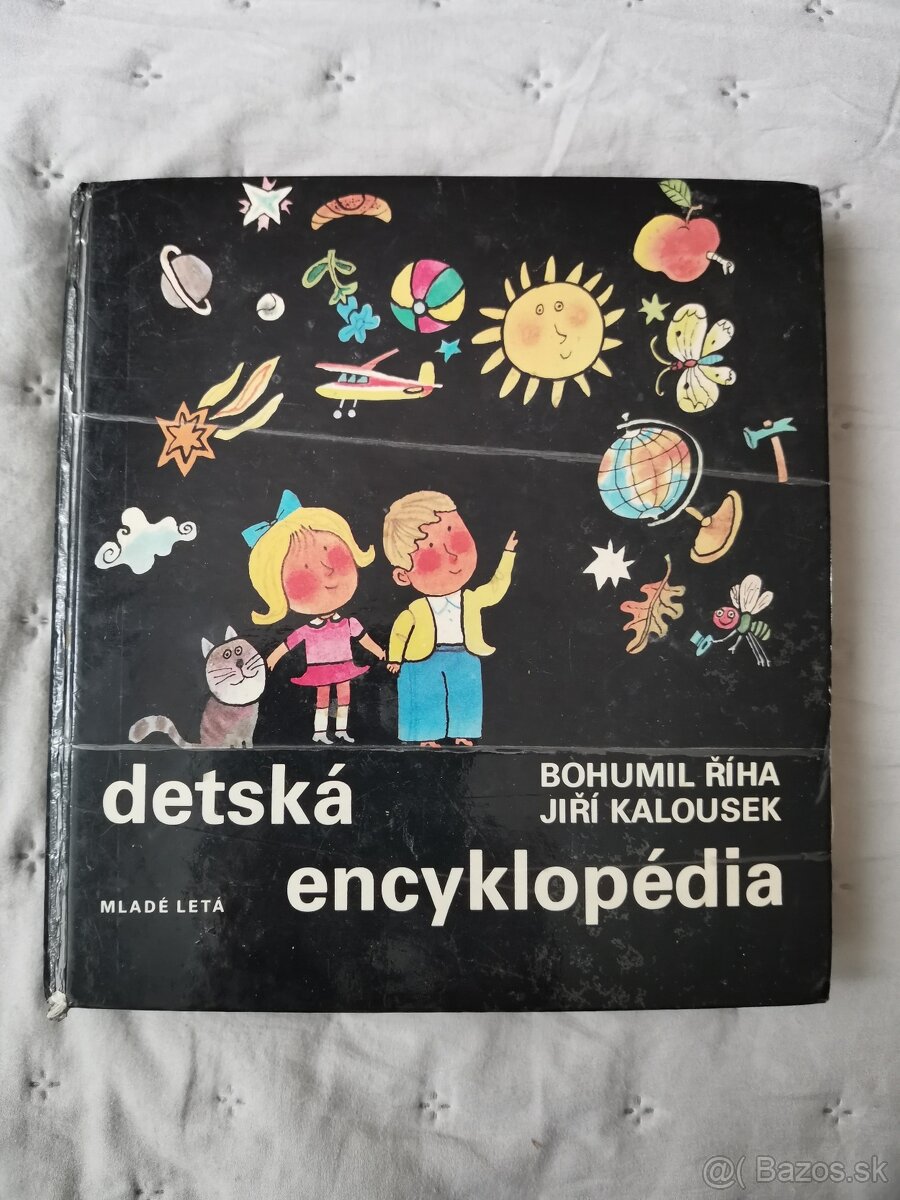 detská
BOHUMIL ŘÍHA
JIŘÍ KALOUSEK
encyklopédia
MLADÉ LETÁ
@( Bazos.sk